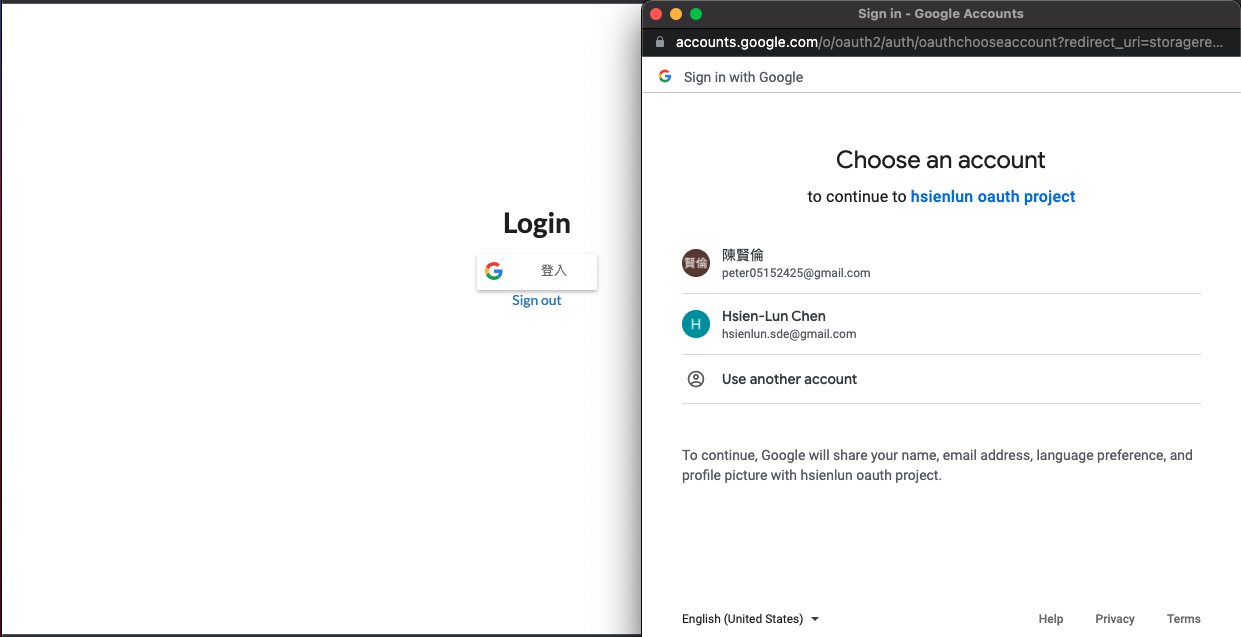 Login
登入
Sign out
Sign in - Google Accounts
accounts.google.com/o/oauth2/auth/oauthchooseaccount?redirect_uri=storagere...
Sign in with Google
Choose an account
to continue to hsienlun oauth project
賢倫
陳賢倫
peter05152425@gmail.com
H
Hsien-Lun Chen
hsienlun.sde@gmail.com
Use another account
To continue, Google will share your name, email address, language preference, and
profile picture with hsienlun oauth project.
English (United States)
Help
Privacy
Terms